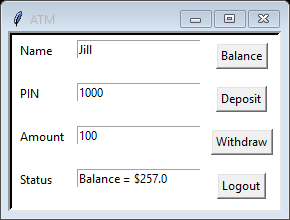 ATM
Name Jill Balance
PIN 1000 Deposit
Amount 100 Withdraw
Status Balance = $257.0 Logout